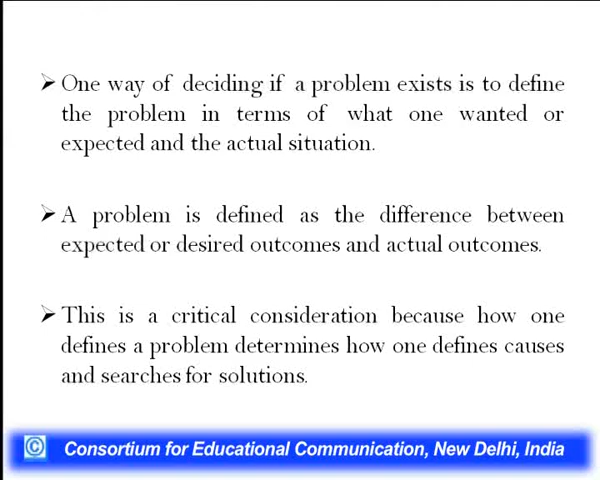 ➢ One way of deciding if a problem exists is to define
the problem in terms of what one wanted or
expected and the actual situation.
➢ A problem is defined as the difference between
expected or desired outcomes and actual outcomes.
➢ This is a critical consideration because how one
defines a problem determines how one defines causes
and searches for solutions.
© Consortium for Educational Communication, New Delhi, India